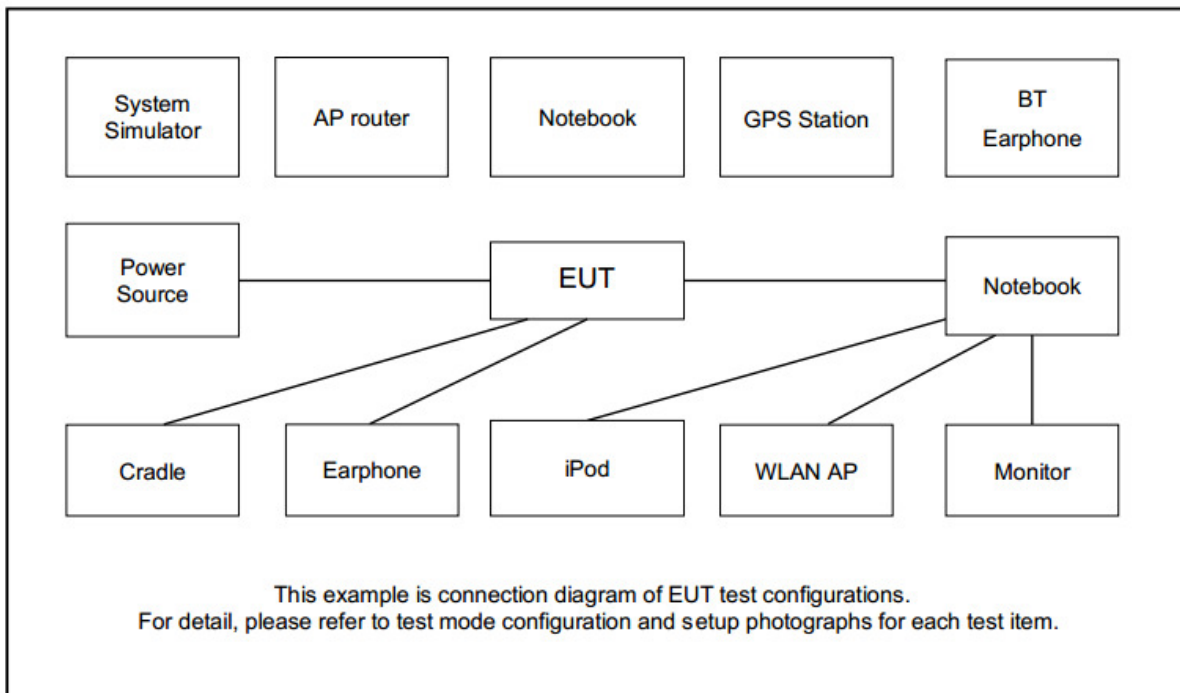 System
Simulator
AP router
Notebook
GPS Station
BT
Earphone
Power
Source
EUT
Notebook
Cradle
Earphone
iPod
WLAN AP
Monitor
This example is connection diagram of EUT test configurations.
For detail, please refer to test mode configuration and setup photographs for each test item.